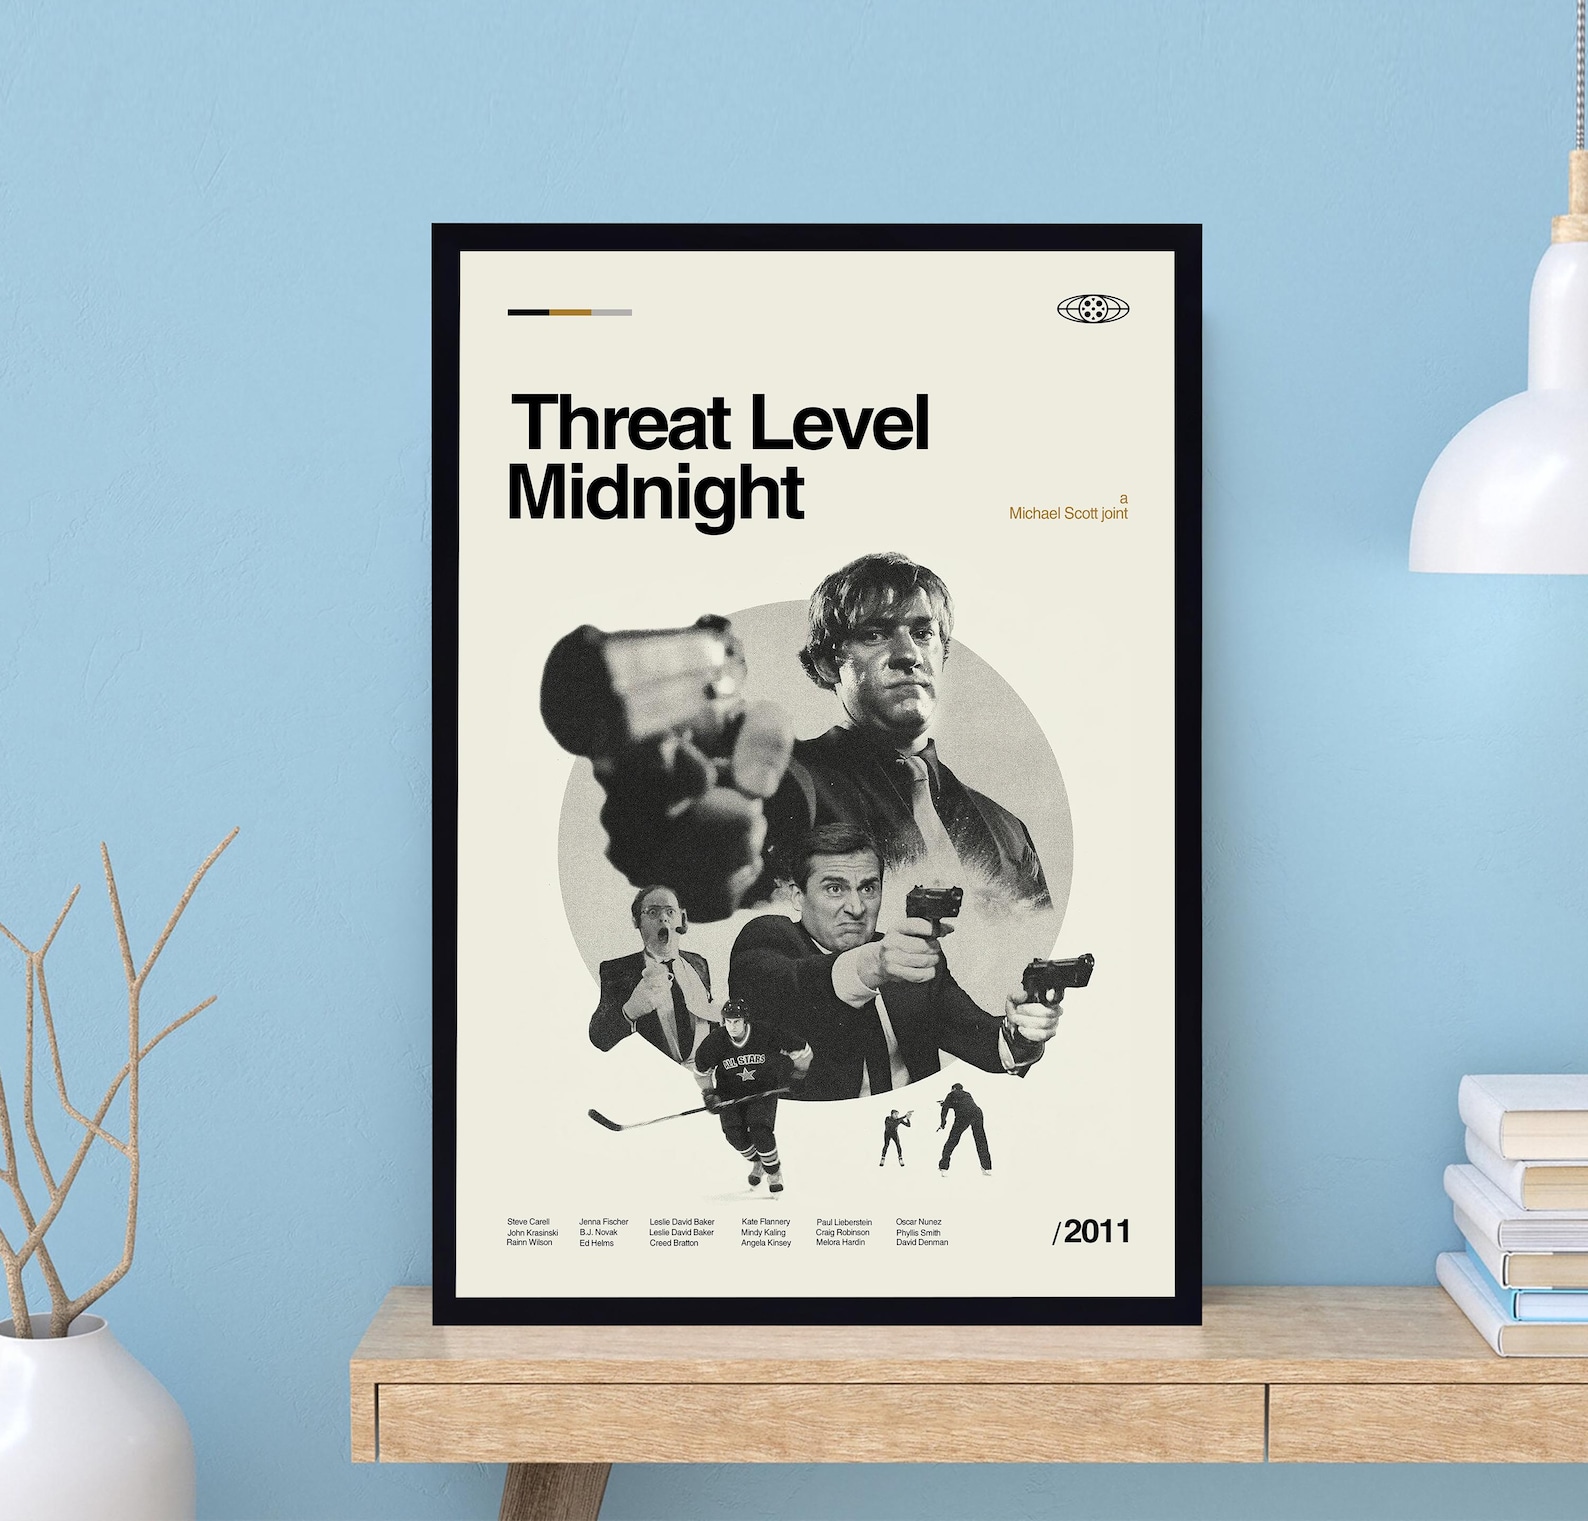 Threat Level
Midnight
a
Michael Scott joint
ALL STARS
Steve Carell
John Krasinski
Rainn Wilson
Jenna Fischer
B.J. Novak
Ed Helms
Leslie David Baker
Leslie David Baker
Creed Bratton
Kate Flannery
Mindy Kaling
Angela Kinsey
Paul Lieberstein
Craig Robinson
Melora Hardin
Oscar Nunez
Phyllis Smith
David Denman
/2011